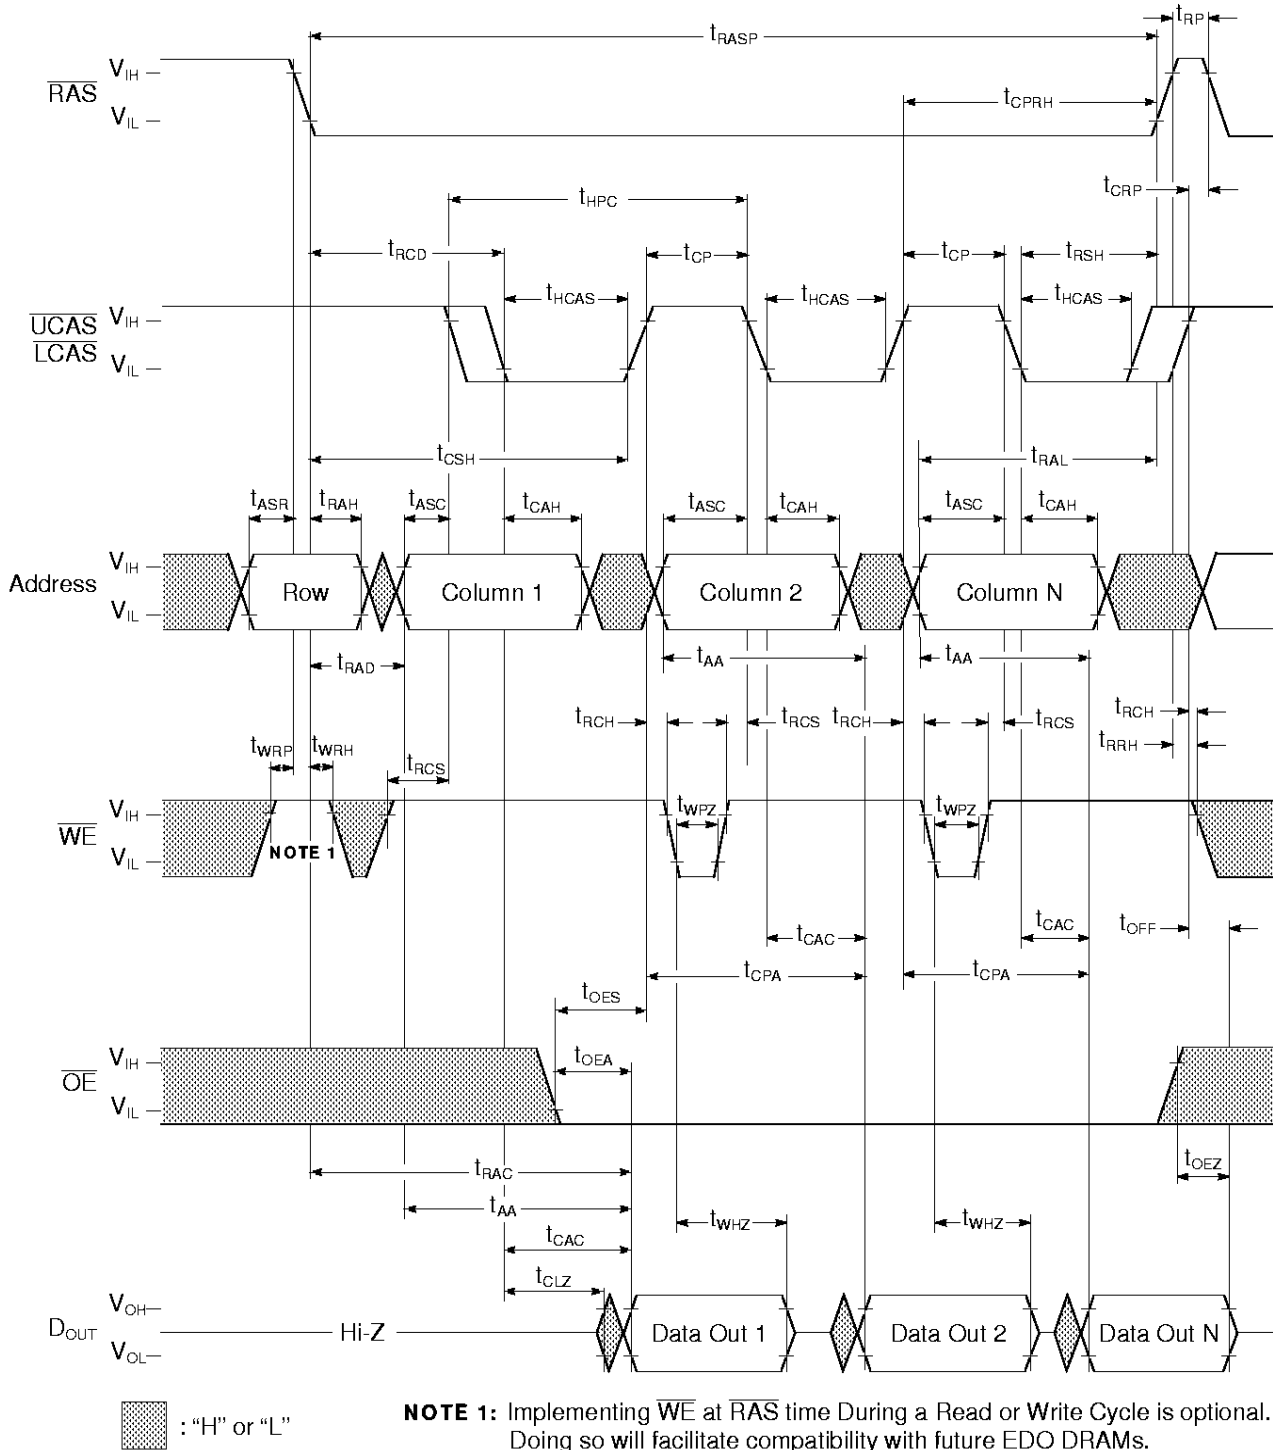 tRP
tRASP
RAS VIH
tCPRH
VIL
tCRP
tHPC
tRCD tCP tCP tRSH
tHCAS tHCAS tHCAS
UCAS VIH
LCAS VIL
tCSH tRAL
tASR tRAH tASC tCAH tASC tCAH tASC tCAH
VIH
Address Row Column 1 Column 2 Column N
VIL
tRAD tAA tAA
tRCH tRCS tRCH tRCS tRCH
tWRP tWRH tRCS tRRH
VIH
WE tWPZ tWPZ
VIL NOTE 1
tCAC tCAC tOFF
tCPA tCPA
tOES
VIH tOEA
OE
VIL
tRAC tOEZ
tAA
tWHZ tWHZ
tCAC
tCLZ
VOH
DOUT Hi-Z Data Out 1 Data Out 2 Data Out N
VOL
: “H” or “L”
NOTE 1: Implementing WE at RAS time During a Read or Write Cycle is optional.
Doing so will facilitate compatibility with future EDO DRAMs.